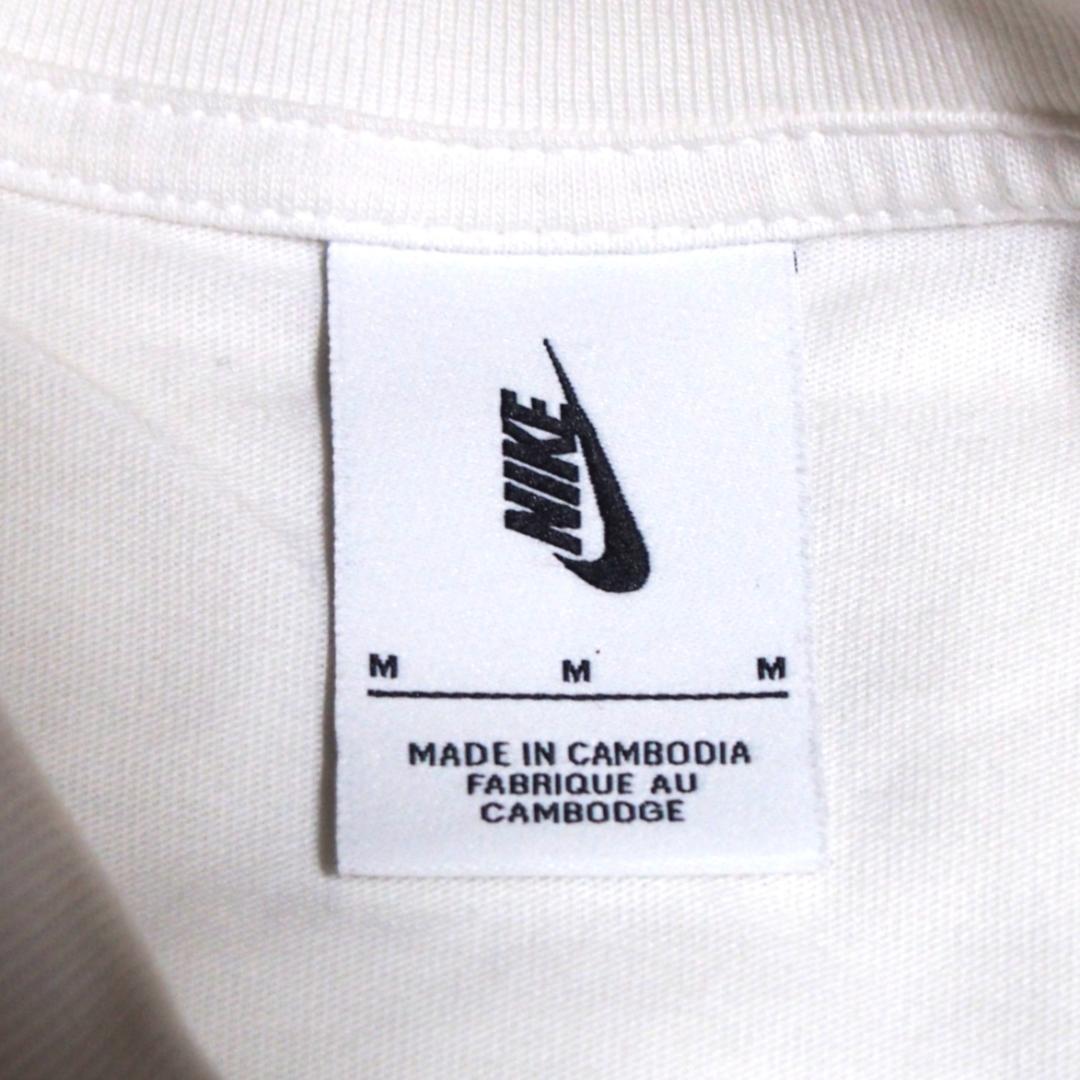 NIKE
M M M
MADE IN CAMBODIA
FABRIQUE AU
CAMBODGE